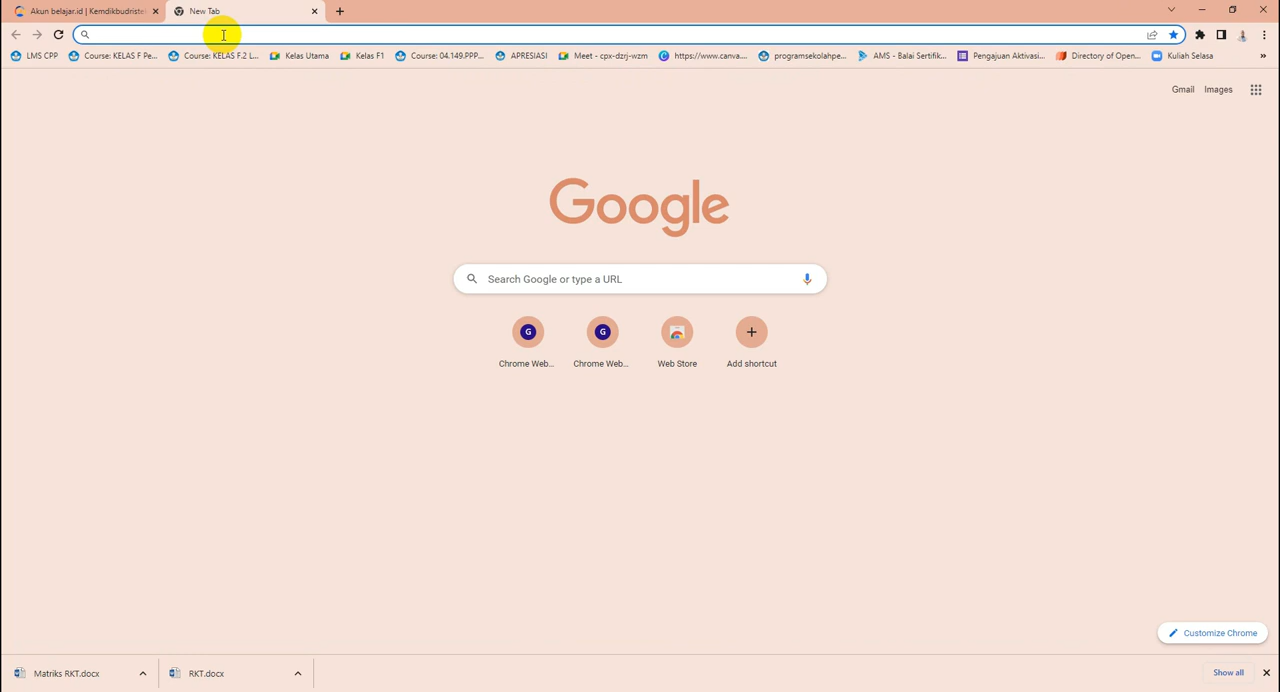 Akun belajar.id | Kemdikbudriste
New Tab
LMS CPP
Course: KELAS F Pe...
Course: KELAS F.2 L...
Kelas Utama
Kelas F1
Course: 04.149.PPP...
APRESIASI
Meet - cpx-dzrj-wzm
https://www.canva....
programsekolahpe...
AMS - Balai Sertifik...
Pengajuan Aktivasi...
Directory of Open...
Kuliah Selasa
Gmail
Images
Google
Search Google or type a URL
G
G
Chrome Web...
Chrome Web...
Web Store
Add shortcut
Customize Chrome
Matriks RKT.docx
RKT.docx
Show all